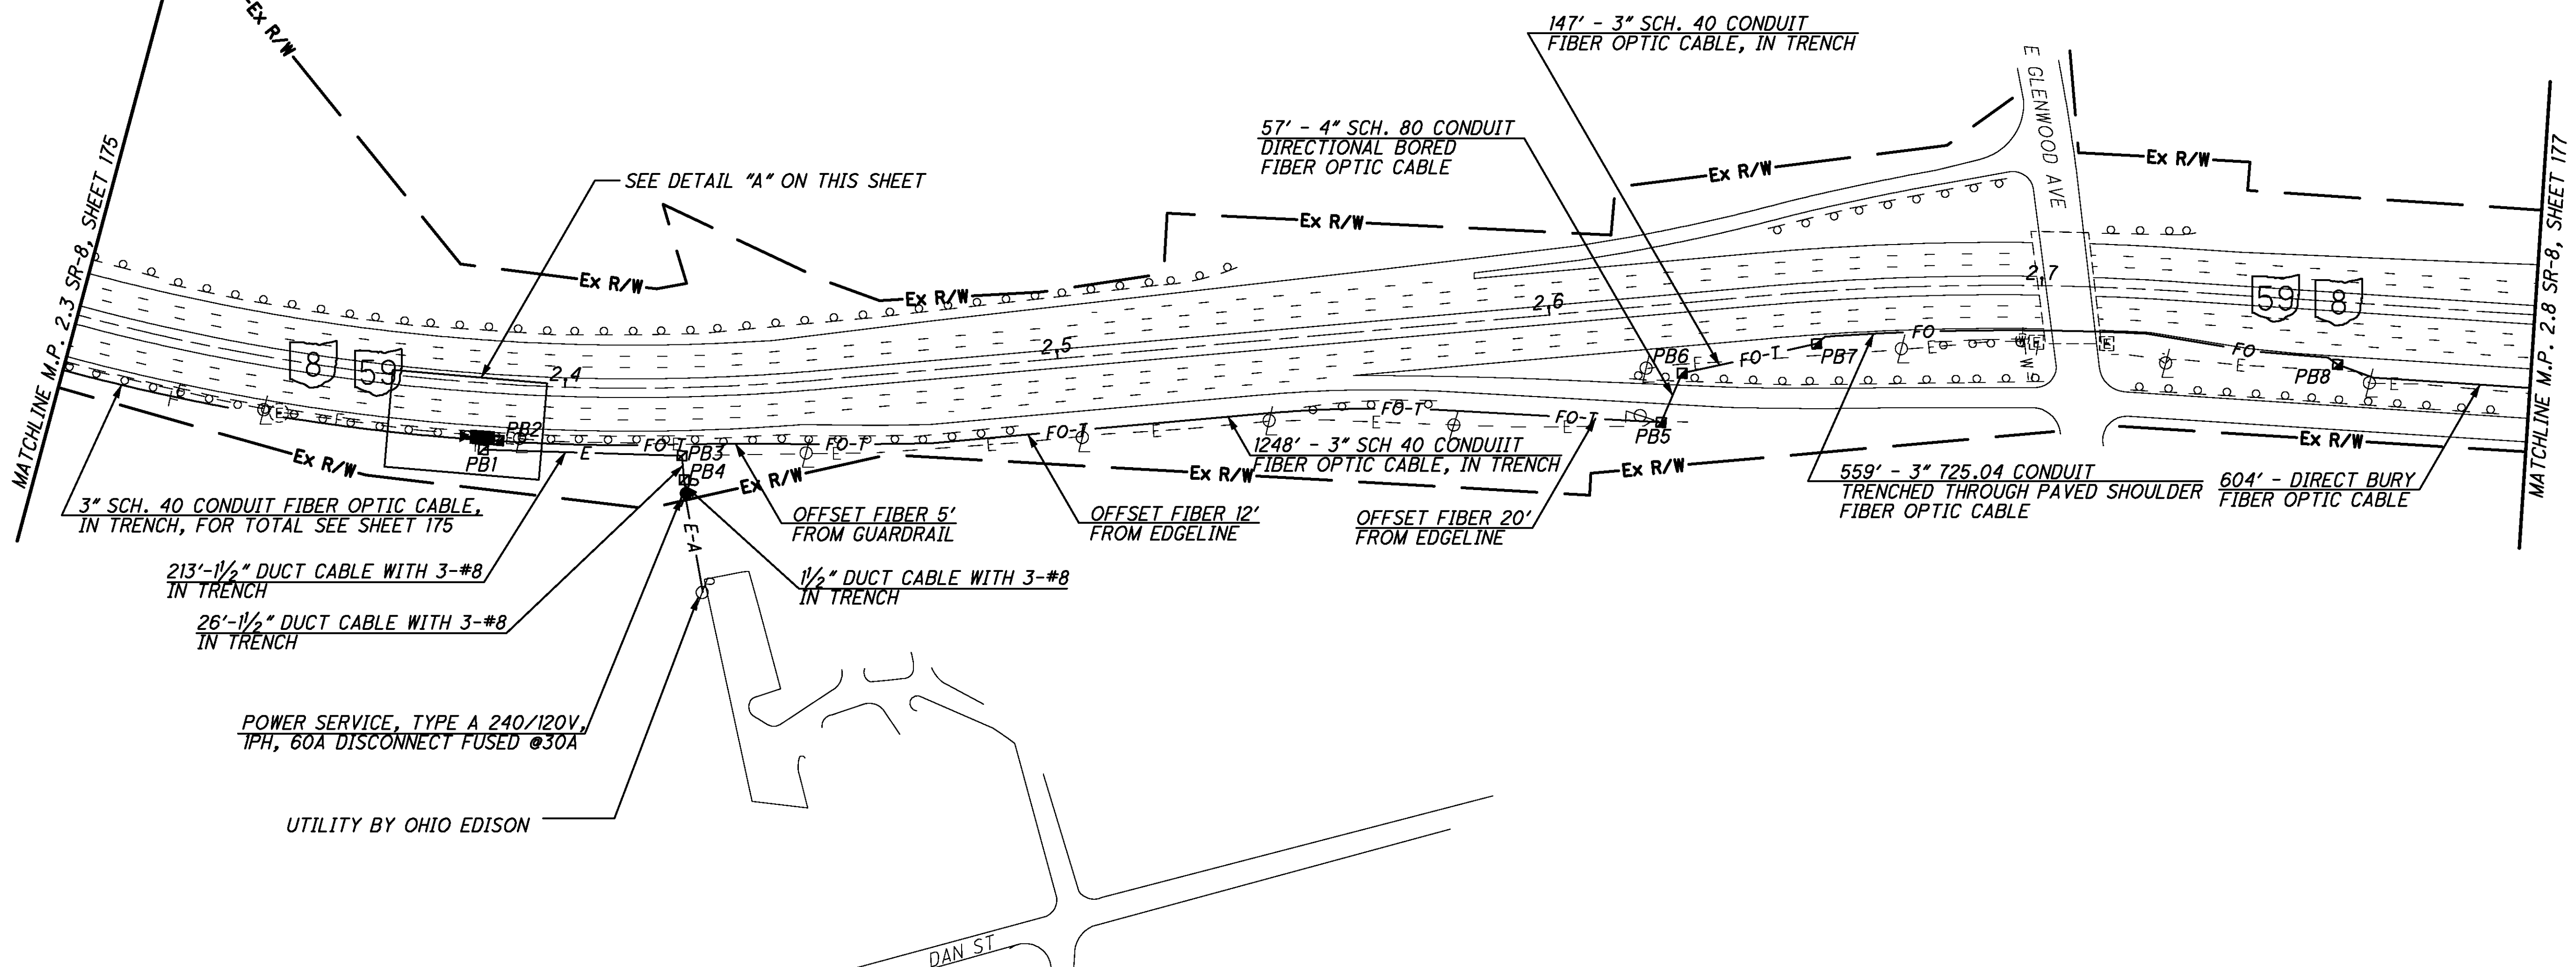 147' - 3" SCH. 40 CONDUIT
FIBER OPTIC CABLE, IN TRENCH
Ex R/W
E GLENWOOD AVE
57' - 4" SCH. 80 CONDUIT
DIRECTIONAL BORED
FIBER OPTIC CABLE
SEE DETAIL "A" ON THIS SHEET
MATCHLINE M.P. 2.3 SR-8, SHEET 175
MATCHLINE M.P. 2.8 SR-8, SHEET 177
Ex R/W
Ex R/W
Ex R/W
Ex R/W
Ex R/W
8
59
2,4
2,5
2,6
2,7
59
8
PB1
PB2
E
FO-T
PB3
PB4
FO-T
E
E
FO-T
E
FO-T
E
FO-T
E
PB5
PB6
E
FO-T
PB7
FO
E
W
E
E
FO
E
PB8
E
E
E
Ex R/W
Ex R/W
Ex R/W
Ex R/W
Ex R/W
3" SCH. 40 CONDUIT FIBER OPTIC CABLE,
IN TRENCH, FOR TOTAL SEE SHEET 175
OFFSET FIBER 5'
FROM GUARDRAIL
OFFSET FIBER 12'
FROM EDGELINE
1248' - 3" SCH 40 CONDUIIT
FIBER OPTIC CABLE, IN TRENCH
OFFSET FIBER 20'
FROM EDGELINE
559' - 3" 725.04 CONDUIT
TRENCHED THROUGH PAVED SHOULDER
FIBER OPTIC CABLE
604' - DIRECT BURY
FIBER OPTIC CABLE
E-A
213'-1½" DUCT CABLE WITH 3-#8
IN TRENCH
1½" DUCT CABLE WITH 3-#8
IN TRENCH
26'-1½" DUCT CABLE WITH 3-#8
IN TRENCH
POWER SERVICE, TYPE A 240/120V,
1PH, 60A DISCONNECT FUSED @30A
UTILITY BY OHIO EDISON
DAN ST